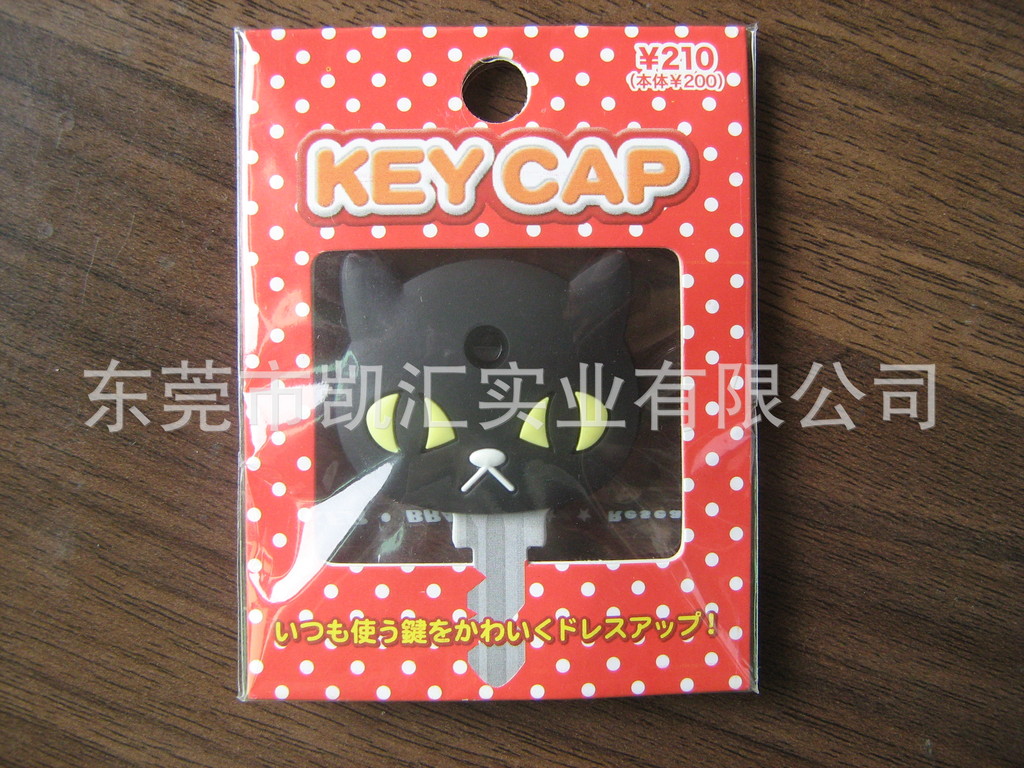 ¥210
(本体¥200)
KEY CAP
东莞市凯汇实业有限公司
いつも使う鍵をかわいくドレスアップ!